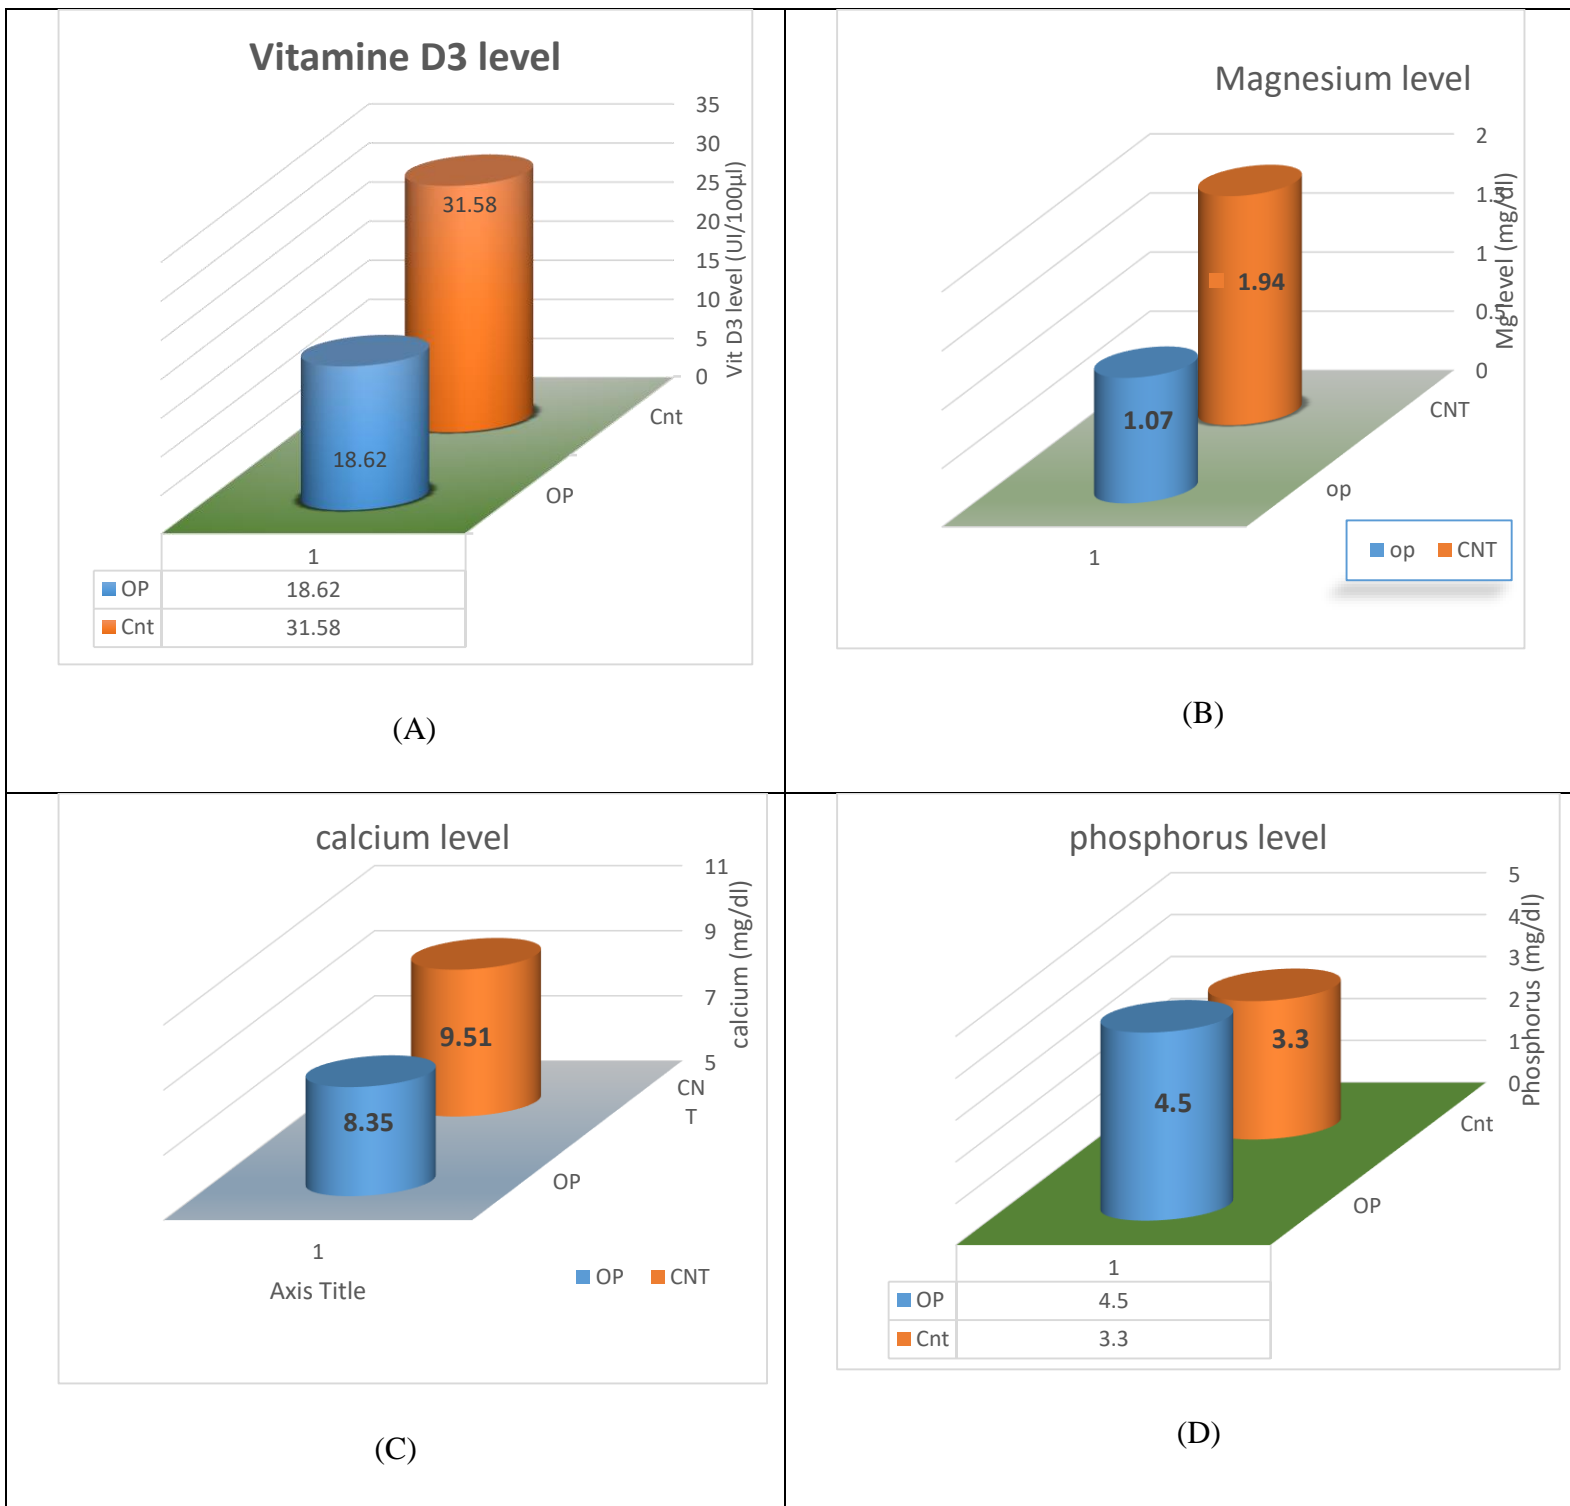 Vitamine D3 level
35
30
25
20
15
10
5
0
Vit D3 level (UI/100µl)
31.58
18.62
Cnt
OP
1
OP 18.62
Cnt 31.58
(A)
Magnesium level
2
1.5
1
0.5
0
Mg level (mg/dl)
1.94
1.07
CNT
op
1
op CNT
(B)
calcium level
11
9
7
5
calcium (mg/dl)
9.51
8.35
CN
T
OP
1
Axis Title
OP CNT
(C)
phosphorus level
5
4
3
2
1
0
Phosphorus (mg/dl)
3.3
4.5
Cnt
OP
1
OP 4.5
Cnt 3.3
(D)